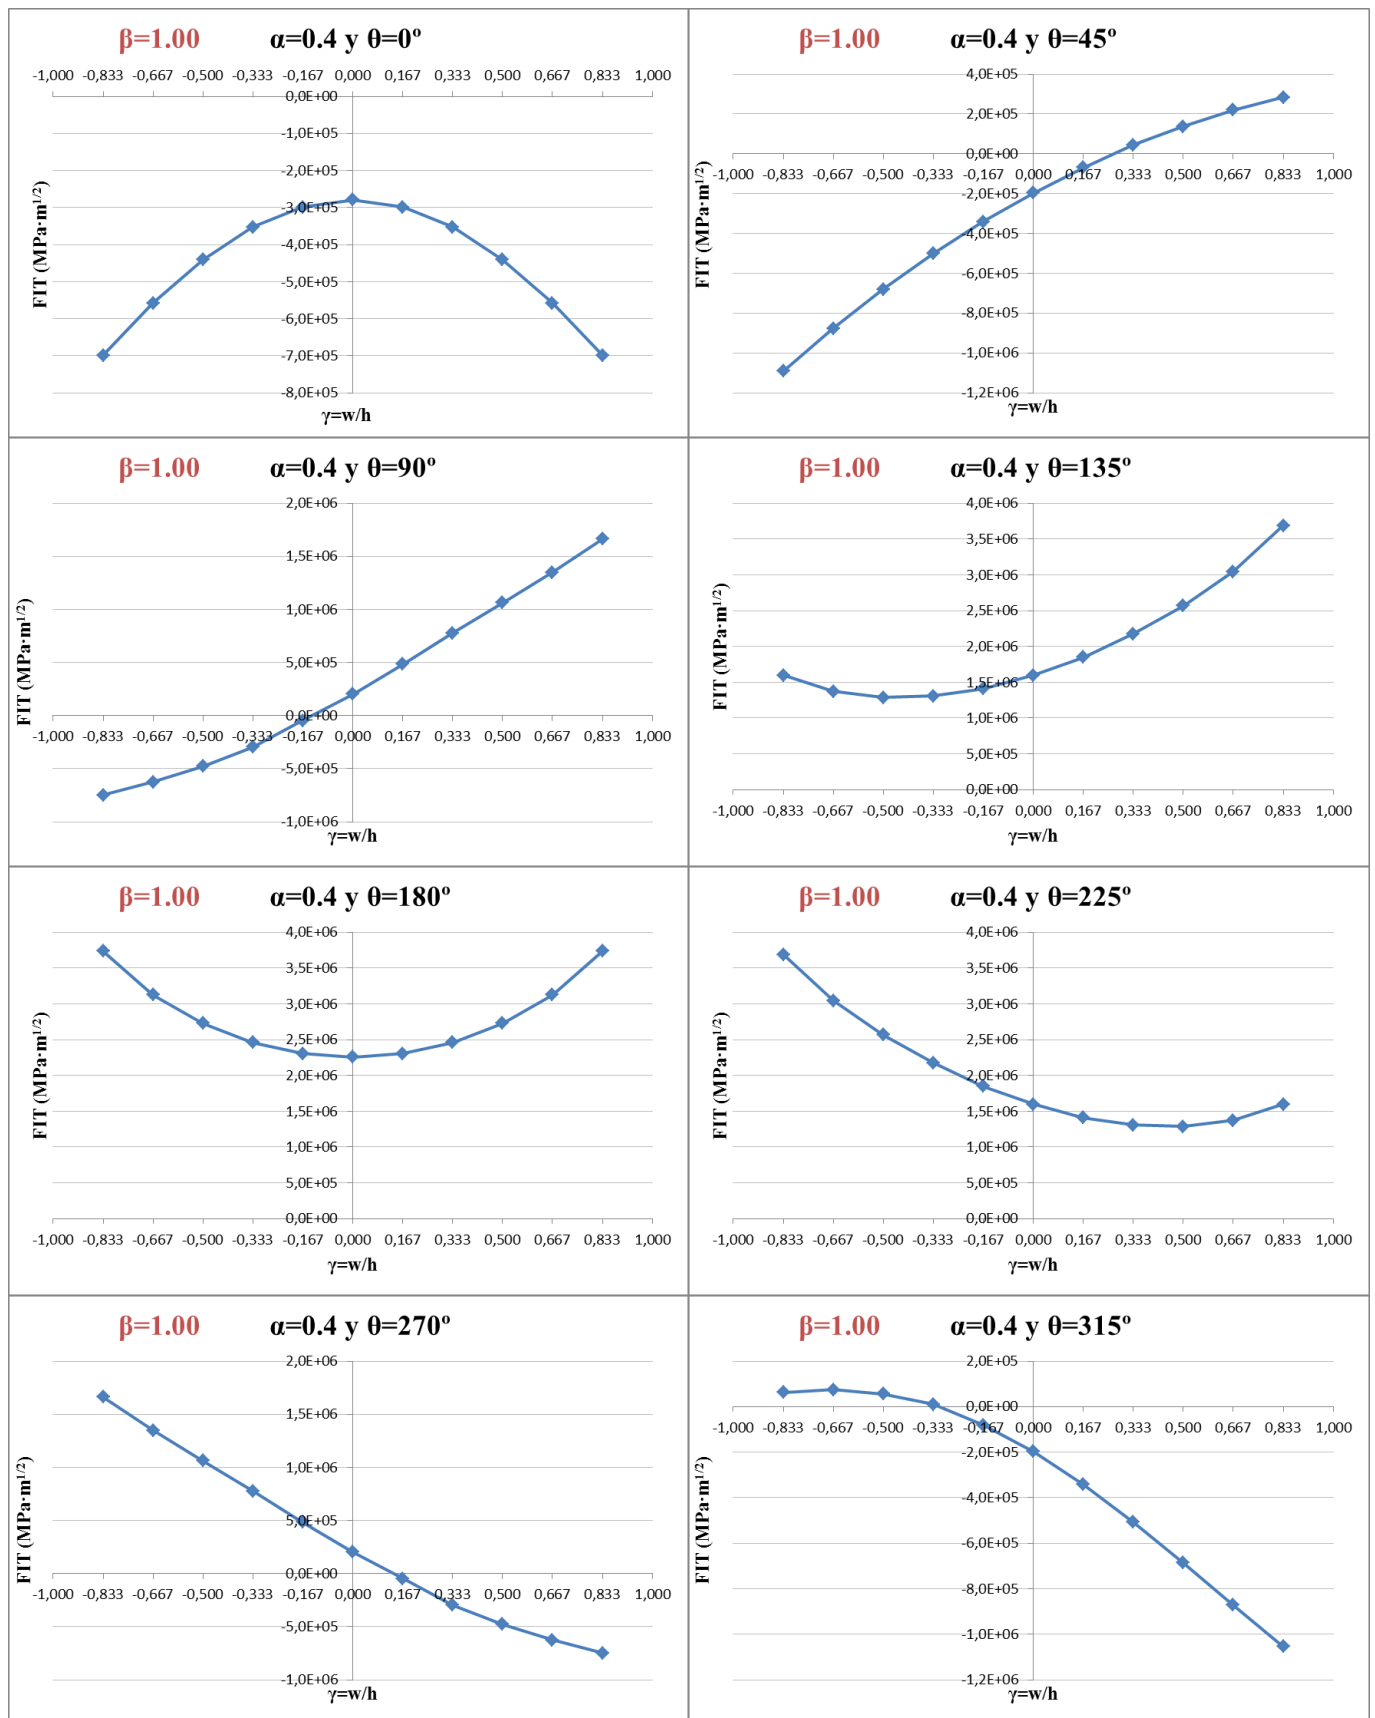 β=1.00 α=0.4 y θ=0º
-1,000 -0,833 -0,667 -0,500 -0,333 -0,167 0,000 0,167 0,333 0,500 0,667 0,833 1,000
0,0E+00
-1,0E+05
-2,0E+05
-3,0E+05
-4,0E+05
-5,0E+05
-6,0E+05
-7,0E+05
-8,0E+05
FIT (MPa·m1/2)
γ=w/h
β=1.00 α=0.4 y θ=45º
4,0E+05
2,0E+05
0,0E+00
-1,000 -0,833 -0,667 -0,500 -0,333 -0,167 0,000 0,167 0,333 0,500 0,667 0,833 1,000
-2,0E+05
-4,0E+05
-6,0E+05
-8,0E+05
-1,0E+06
-1,2E+06
FIT (MPa·m1/2)
γ=w/h
β=1.00 α=0.4 y θ=90º
2,0E+06
1,5E+06
1,0E+06
5,0E+05
0,0E+00
-1,000 -0,833 -0,667 -0,500 -0,333 -0,167 0,000 0,167 0,333 0,500 0,667 0,833 1,000
-5,0E+05
-1,0E+06
FIT (MPa·m1/2)
γ=w/h
β=1.00 α=0.4 y θ=135º
4,0E+06
3,5E+06
3,0E+06
2,5E+06
2,0E+06
1,5E+06
1,0E+06
5,0E+05
0,0E+00
-1,000 -0,833 -0,667 -0,500 -0,333 -0,167 0,000 0,167 0,333 0,500 0,667 0,833 1,000
FIT (MPa·m1/2)
γ=w/h
β=1.00 α=0.4 y θ=180º
4,0E+06
3,5E+06
3,0E+06
2,5E+06
2,0E+06
1,5E+06
1,0E+06
5,0E+05
0,0E+00
-1,000 -0,833 -0,667 -0,500 -0,333 -0,167 0,000 0,167 0,333 0,500 0,667 0,833 1,000
FIT (MPa·m1/2)
γ=w/h
β=1.00 α=0.4 y θ=225º
4,0E+06
3,5E+06
3,0E+06
2,5E+06
2,0E+06
1,5E+06
1,0E+06
5,0E+05
0,0E+00
-1,000 -0,833 -0,667 -0,500 -0,333 -0,167 0,000 0,167 0,333 0,500 0,667 0,833 1,000
FIT (MPa·m1/2)
γ=w/h
β=1.00 α=0.4 y θ=270º
2,0E+06
1,5E+06
1,0E+06
5,0E+05
0,0E+00
-1,000 -0,833 -0,667 -0,500 -0,333 -0,167 0,000 0,167 0,333 0,500 0,667 0,833 1,000
-5,0E+05
-1,0E+06
FIT (MPa·m1/2)
γ=w/h
β=1.00 α=0.4 y θ=315º
2,0E+05
0,0E+00
-1,000 -0,833 -0,667 -0,500 -0,333 -0,167 0,000 0,167 0,333 0,500 0,667 0,833 1,000
-2,0E+05
-4,0E+05
-6,0E+05
-8,0E+05
-1,0E+06
-1,2E+06
FIT (MPa·m1/2)
γ=w/h